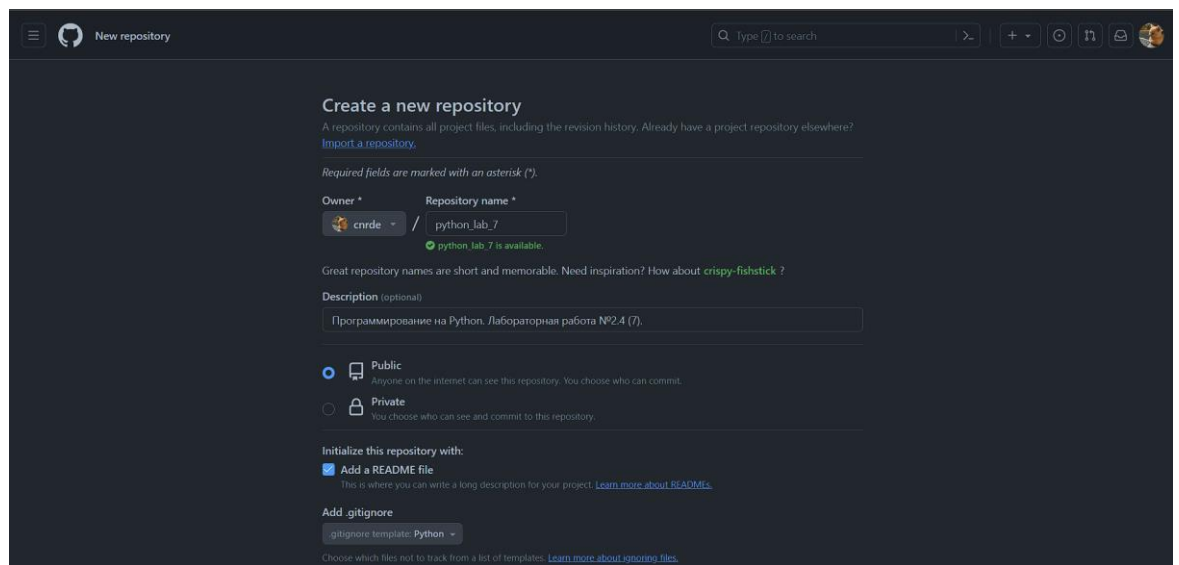 New repository
Type / to search
Create a new repository
A repository contains all project files, including the revision history. Already have a project repository elsewhere?
Import a repository.
Required fields are marked with an asterisk (*).
Owner * Repository name *
cnrde / python_lab_7
python_lab_7 is available.
Great repository names are short and memorable. Need inspiration? How about crispy-fishstick ?
Description (optional)
Программирование на Python. Лабораторная работа №2.4 (7).
Public
Anyone on the internet can see this repository. You choose who can commit.
Private
You choose who can see and commit to this repository.
Initialize this repository with:
Add a README file
This is where you can write a long description for your project. Learn more about READMEs.
Add .gitignore
.gitignore template: Python
Choose which files not to track from a list of templates. Learn more about ignoring files.